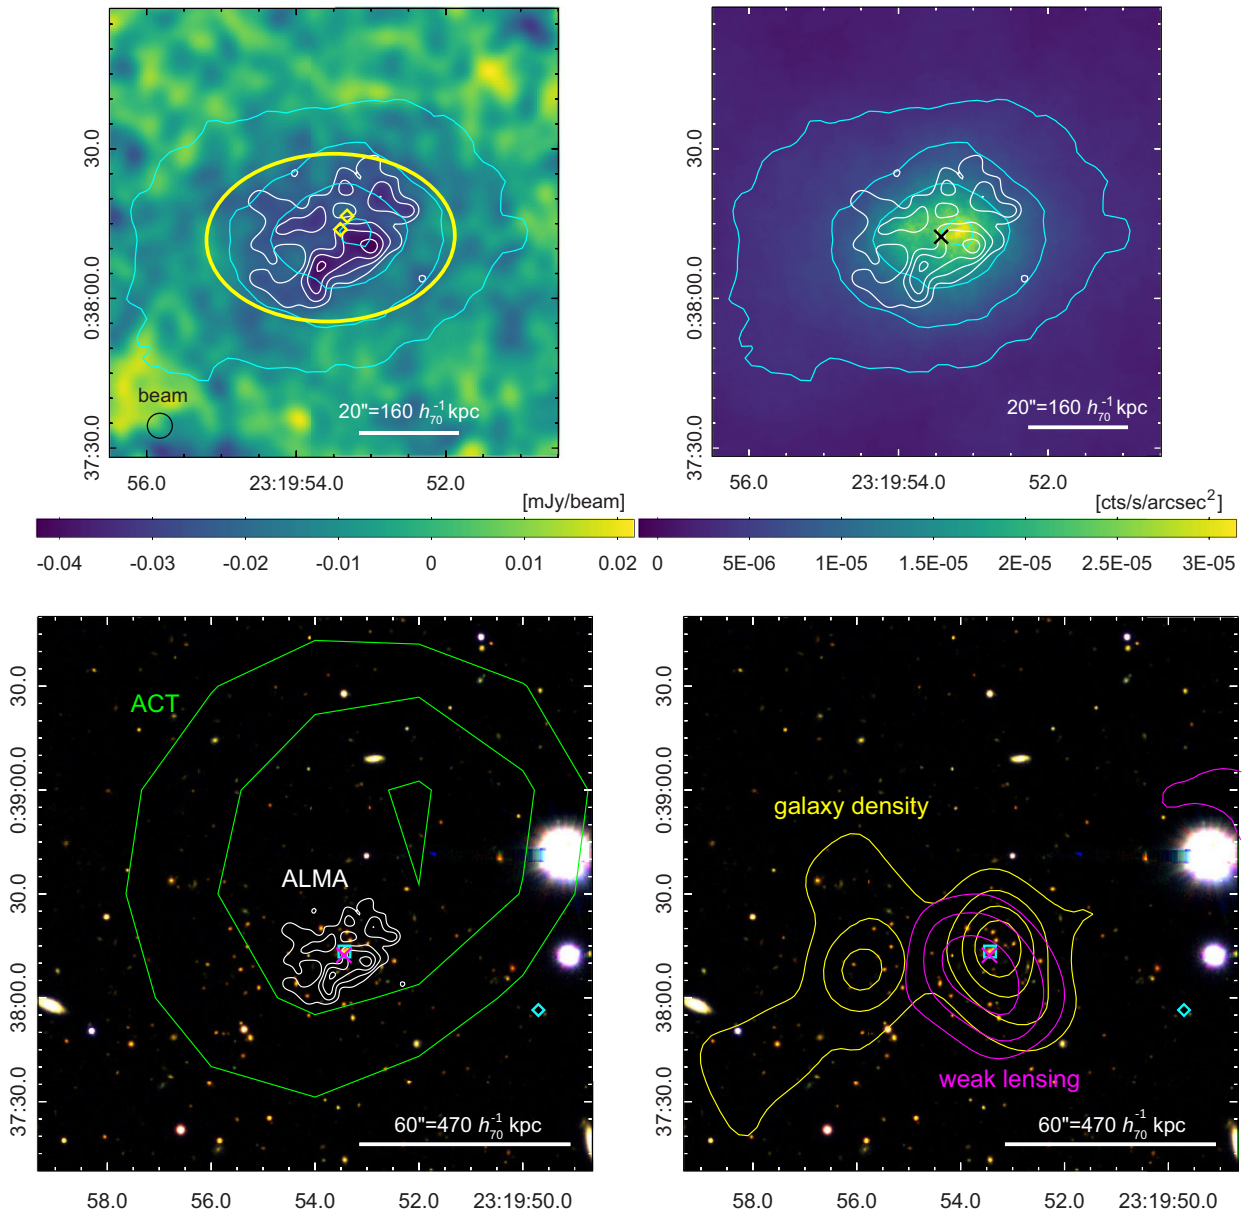 30.0
0:38:00.0
37:30.0
beam
20"=160 h₇₀⁻¹ kpc
56.0 23:19:54.0 52.0
[mJy/beam]
-0.04 -0.03 -0.02 -0.01 0 0.01 0.02
30.0
0:38:00.0
37:30.0
20"=160 h₇₀⁻¹ kpc
56.0 23:19:54.0 52.0
[cts/s/arcsec²]
0 5E-06 1E-05 1.5E-05 2E-05 2.5E-05 3E-05
30.0
0:39:00.0
30.0
38:00.0
37:30.0
ACT
ALMA
60"=470 h₇₀⁻¹ kpc
58.0 56.0 54.0 52.0 23:19:50.0
30.0
0:39:00.0
30.0
38:00.0
37:30.0
galaxy density
weak lensing
60"=470 h₇₀⁻¹ kpc
58.0 56.0 54.0 52.0 23:19:50.0